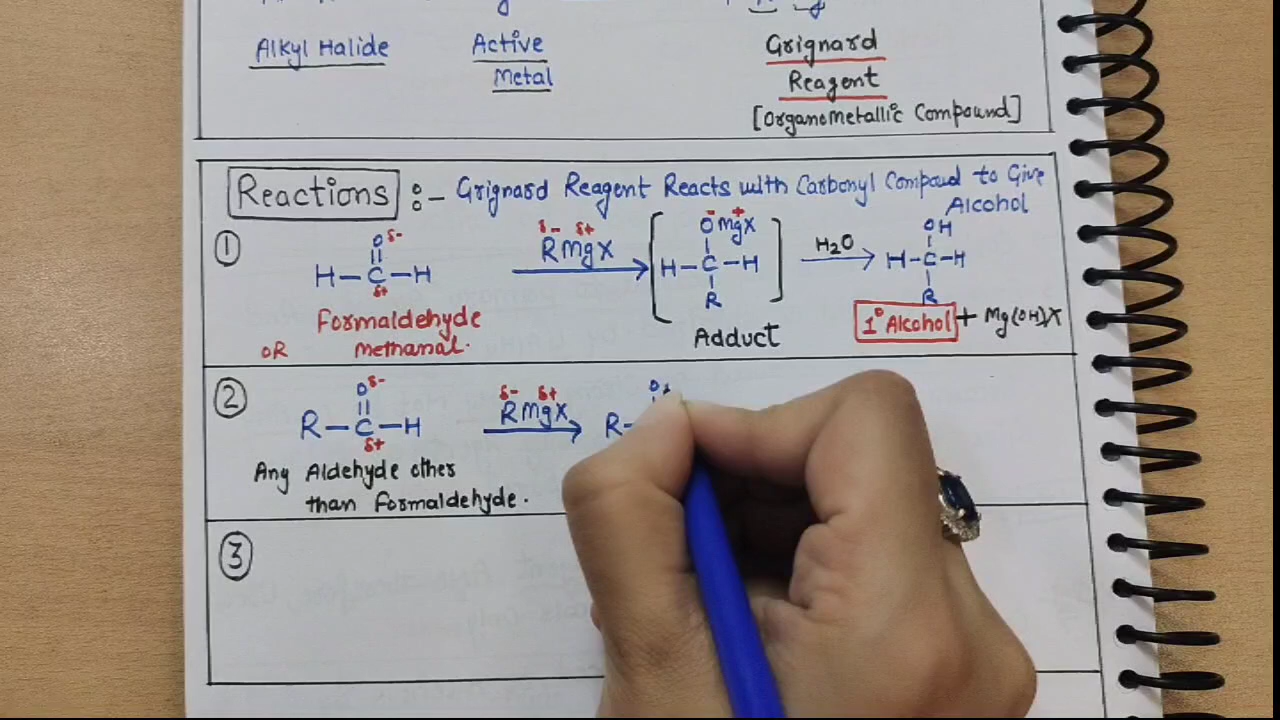 Alkyl Halide Active Metal Grignard Reagent
[Organometallic Compound]
Reactions :- Grignard Reagent Reacts with Carbonyl Compoud to Give Alcohol
① O δ- δ- δ+ O- Mg+X OH
H-C-H RMgX H-C-H H2O H-C-H
δ+ R R
Formaldehyde Adduct 1° Alcohol + Mg(OH)X
OR methanal.
② O δ- δ- δ+ O
R-C-H RMgX R-
δ+
Any Aldehyde other
than Formaldehyde.
③